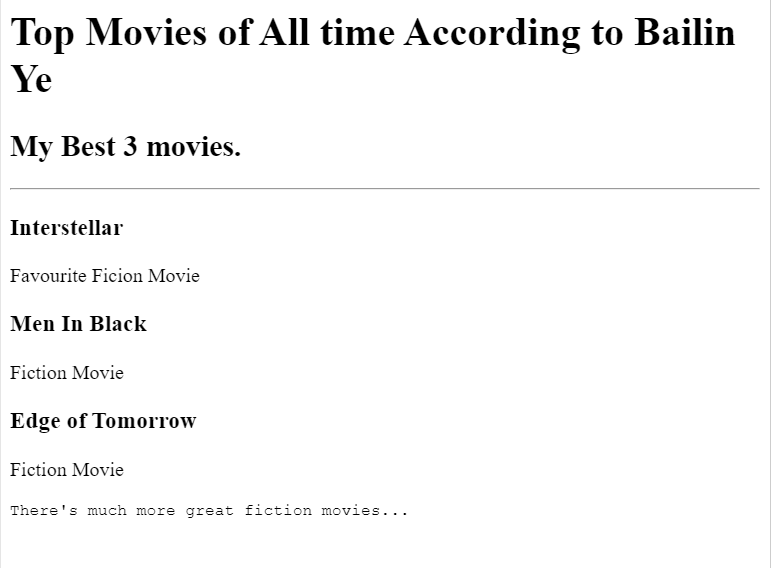 Top Movies of All time According to Bailin
Ye
My Best 3 movies.
Interstellar
Favourite Ficion Movie
Men In Black
Fiction Movie
Edge of Tomorrow
Fiction Movie
There's much more great fiction movies...